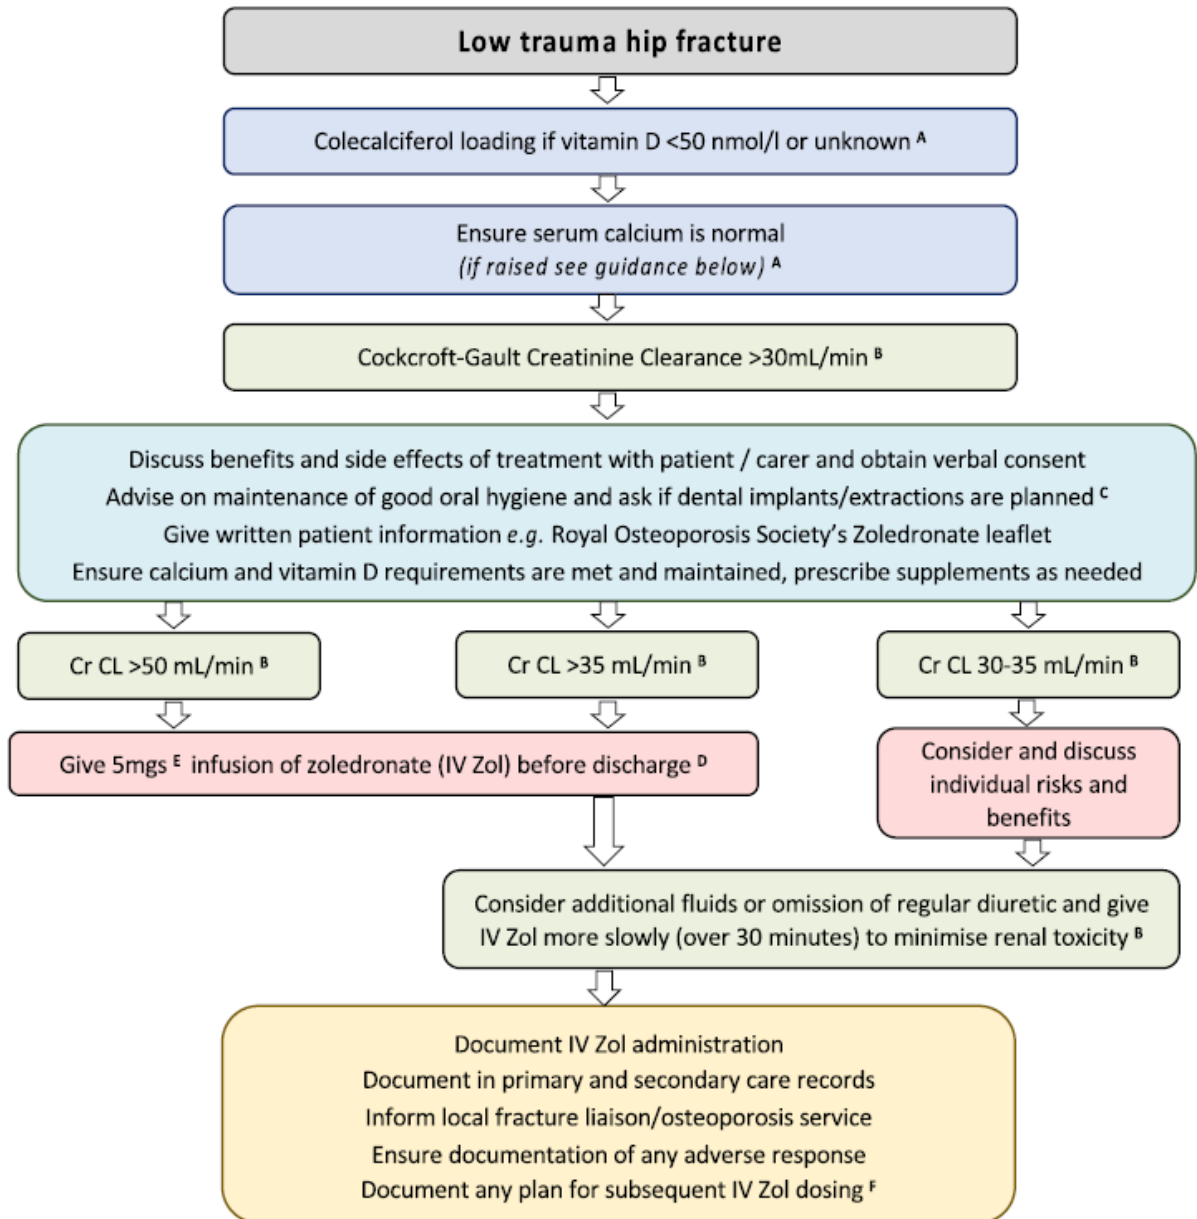 Low trauma hip fracture
Colecalciferol loading if vitamin D <50 nmol/l or unknown A
Ensure serum calcium is normal
(if raised see guidance below) A
Cockcroft-Gault Creatinine Clearance >30mL/min B
Discuss benefits and side effects of treatment with patient / carer and obtain verbal consent
Advise on maintenance of good oral hygiene and ask if dental implants/extractions are planned C
Give written patient information e.g. Royal Osteoporosis Society's Zoledronate leaflet
Ensure calcium and vitamin D requirements are met and maintained, prescribe supplements as needed
Cr CL >50 mL/min B
Cr CL >35 mL/min B
Cr CL 30-35 mL/min B
Give 5mgs E infusion of zoledronate (IV Zol) before discharge D
Consider and discuss
individual risks and
benefits
Consider additional fluids or omission of regular diuretic and give
IV Zol more slowly (over 30 minutes) to minimise renal toxicity B
Document IV Zol administration
Document in primary and secondary care records
Inform local fracture liaison/osteoporosis service
Ensure documentation of any adverse response
Document any plan for subsequent IV Zol dosing F